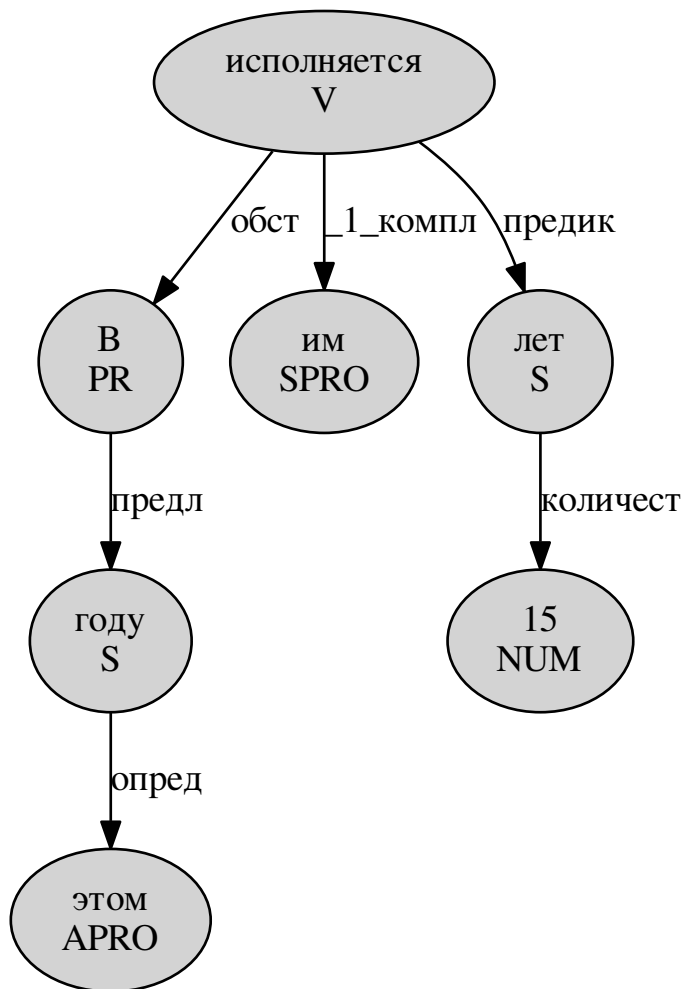 исполняется
V
обст
_1_компл
предик
В
PR
им
SPRO
лет
S
предл
количест
году
S
15
NUM
опред
этом
APRO